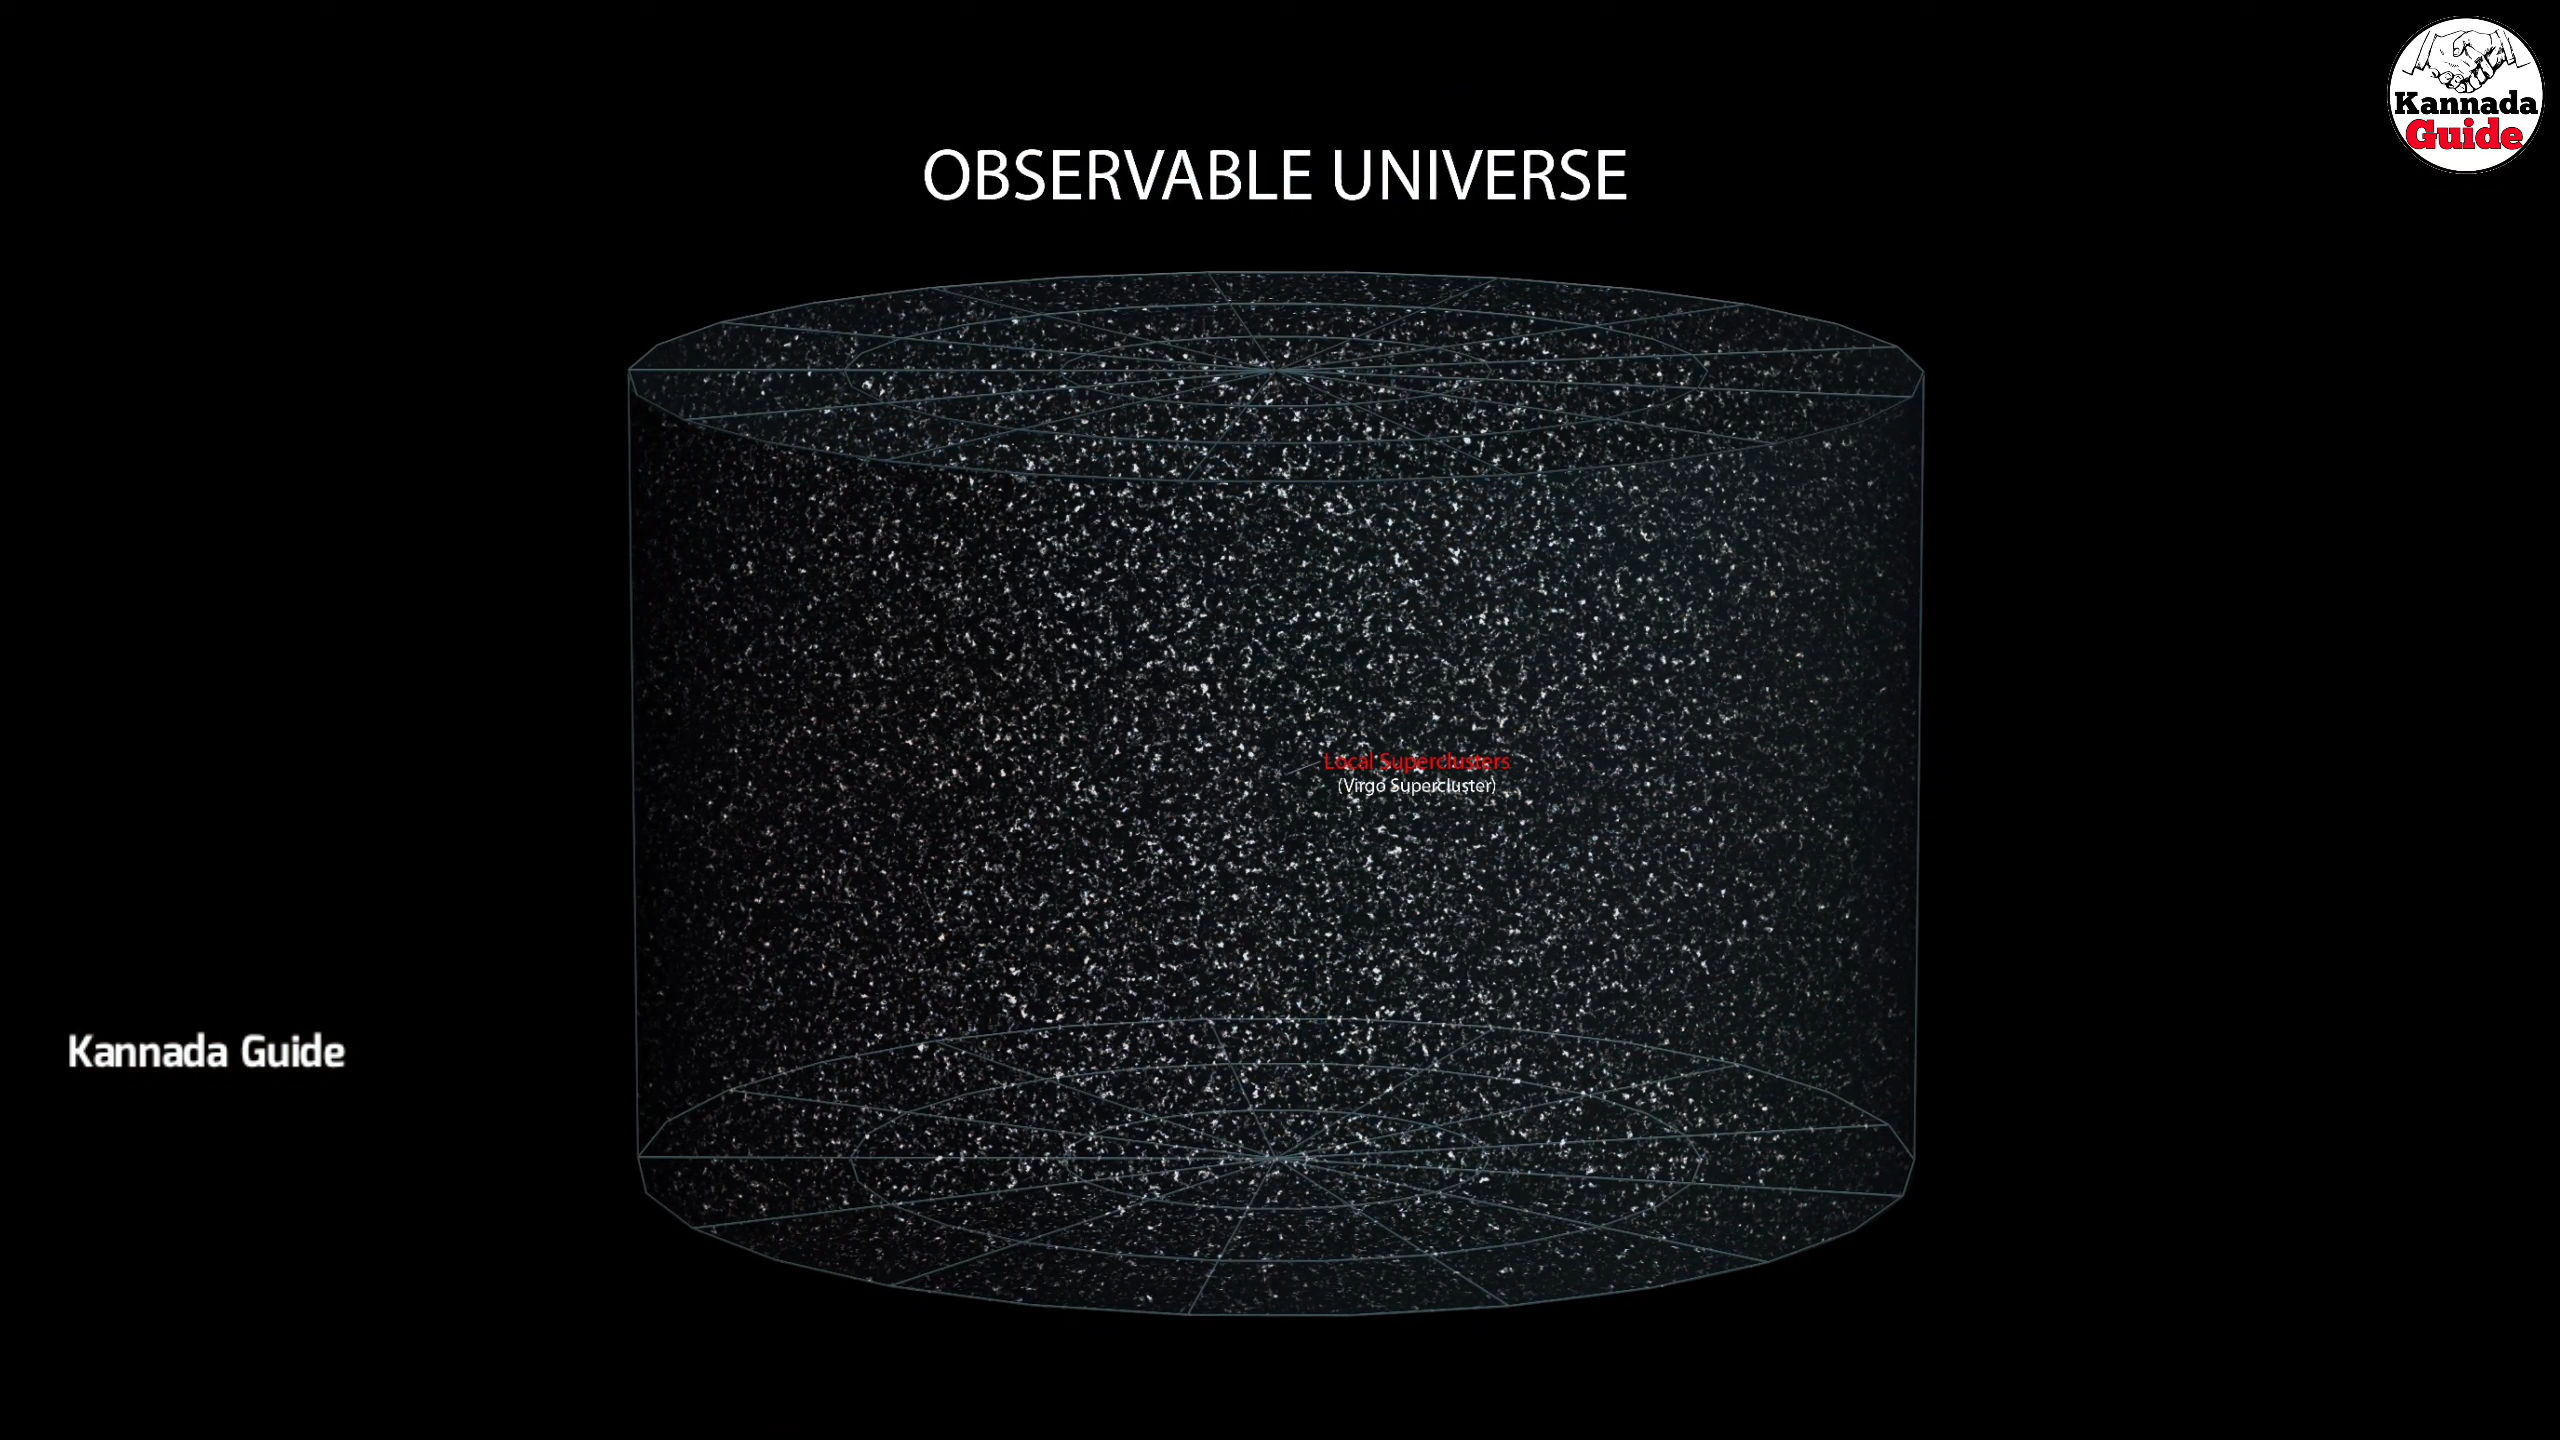 Kannada
Guide
OBSERVABLE UNIVERSE
Local Superclusters
(Virgo Supercluster)
Kannada Guide